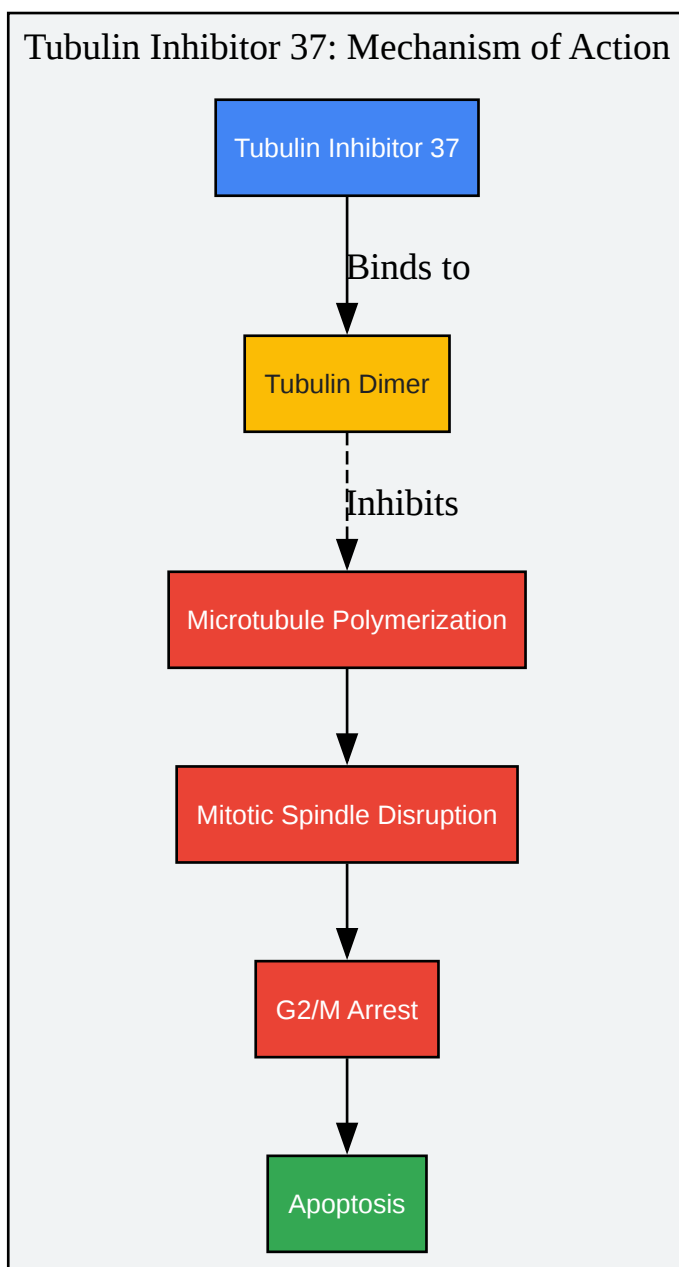 Tubulin Inhibitor 37: Mechanism of Action
Tubulin Inhibitor 37
Binds to
Tubulin Dimer
Inhibits
Microtubule Polymerization
Mitotic Spindle Disruption
G2/M Arrest
Apoptosis